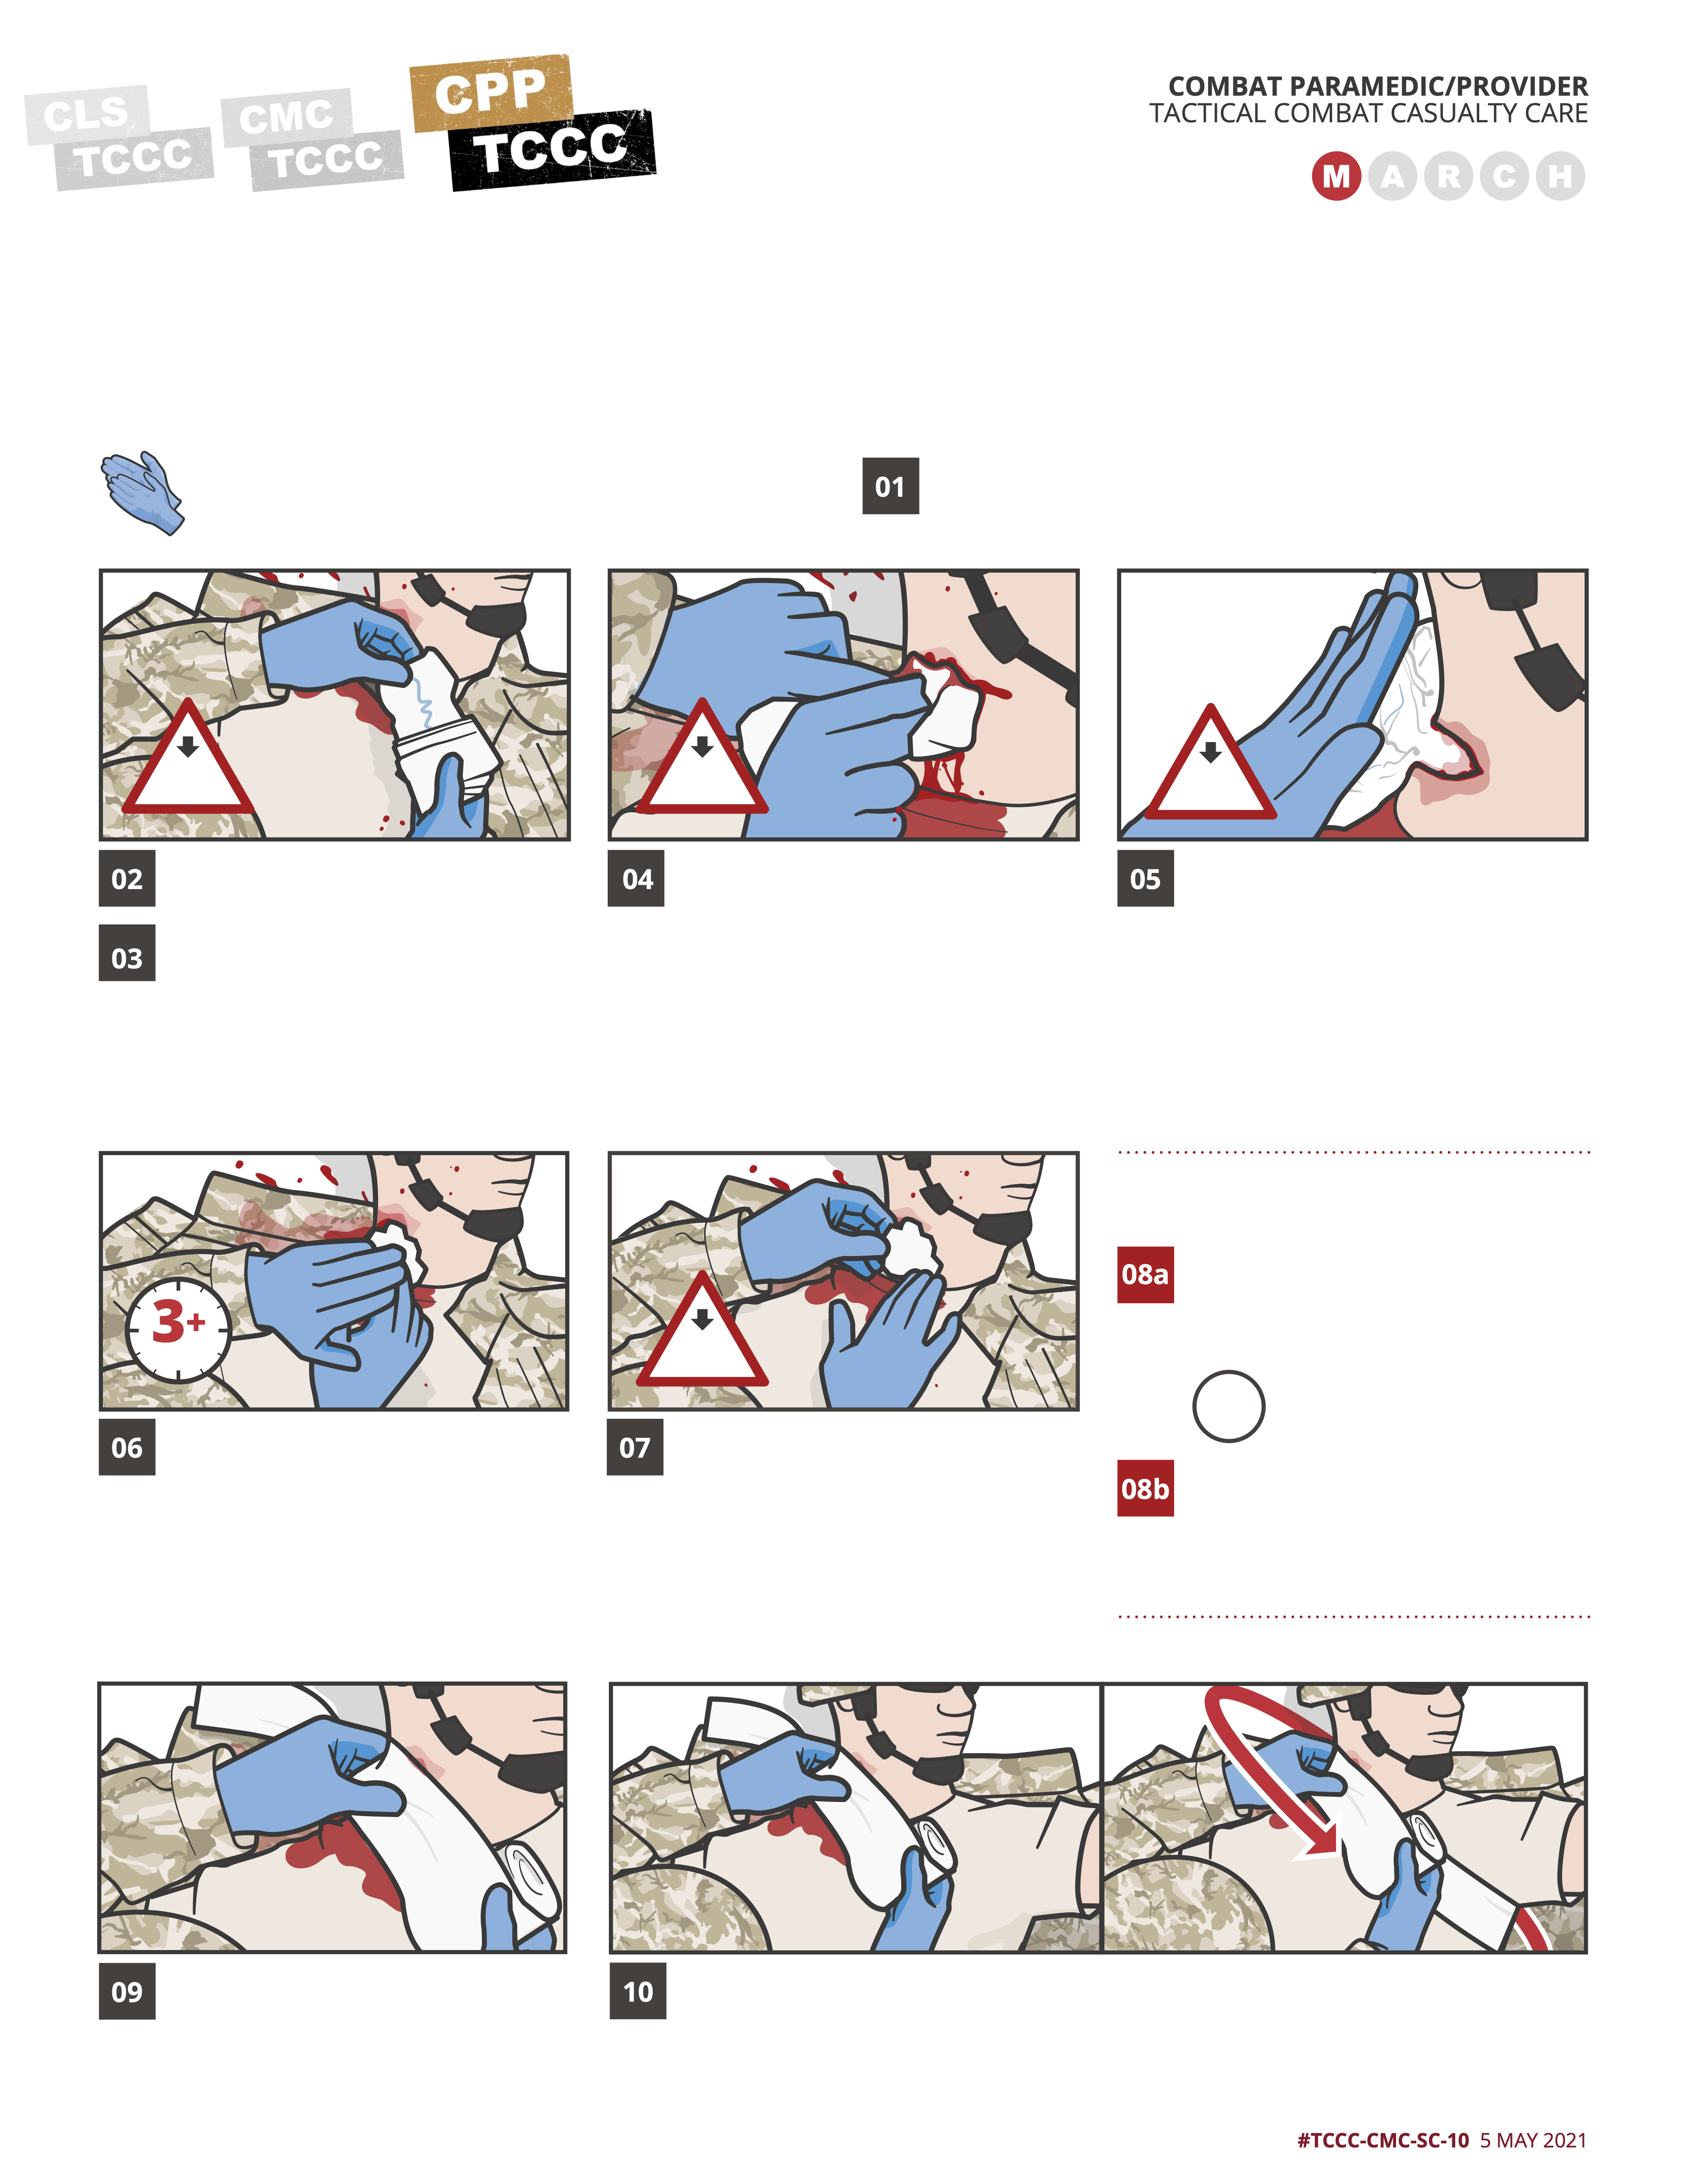 CLS
TCCC
CMC
TCCC
CPP
TCCC
COMBAT PARAMEDIC/PROVIDER
TACTICAL COMBAT CASUALTY CARE
M A R C H
01
02
04
05
03
3+
06
07
08a
08b
09
10
#TCCC-CMC-SC-10 5 MAY 2021